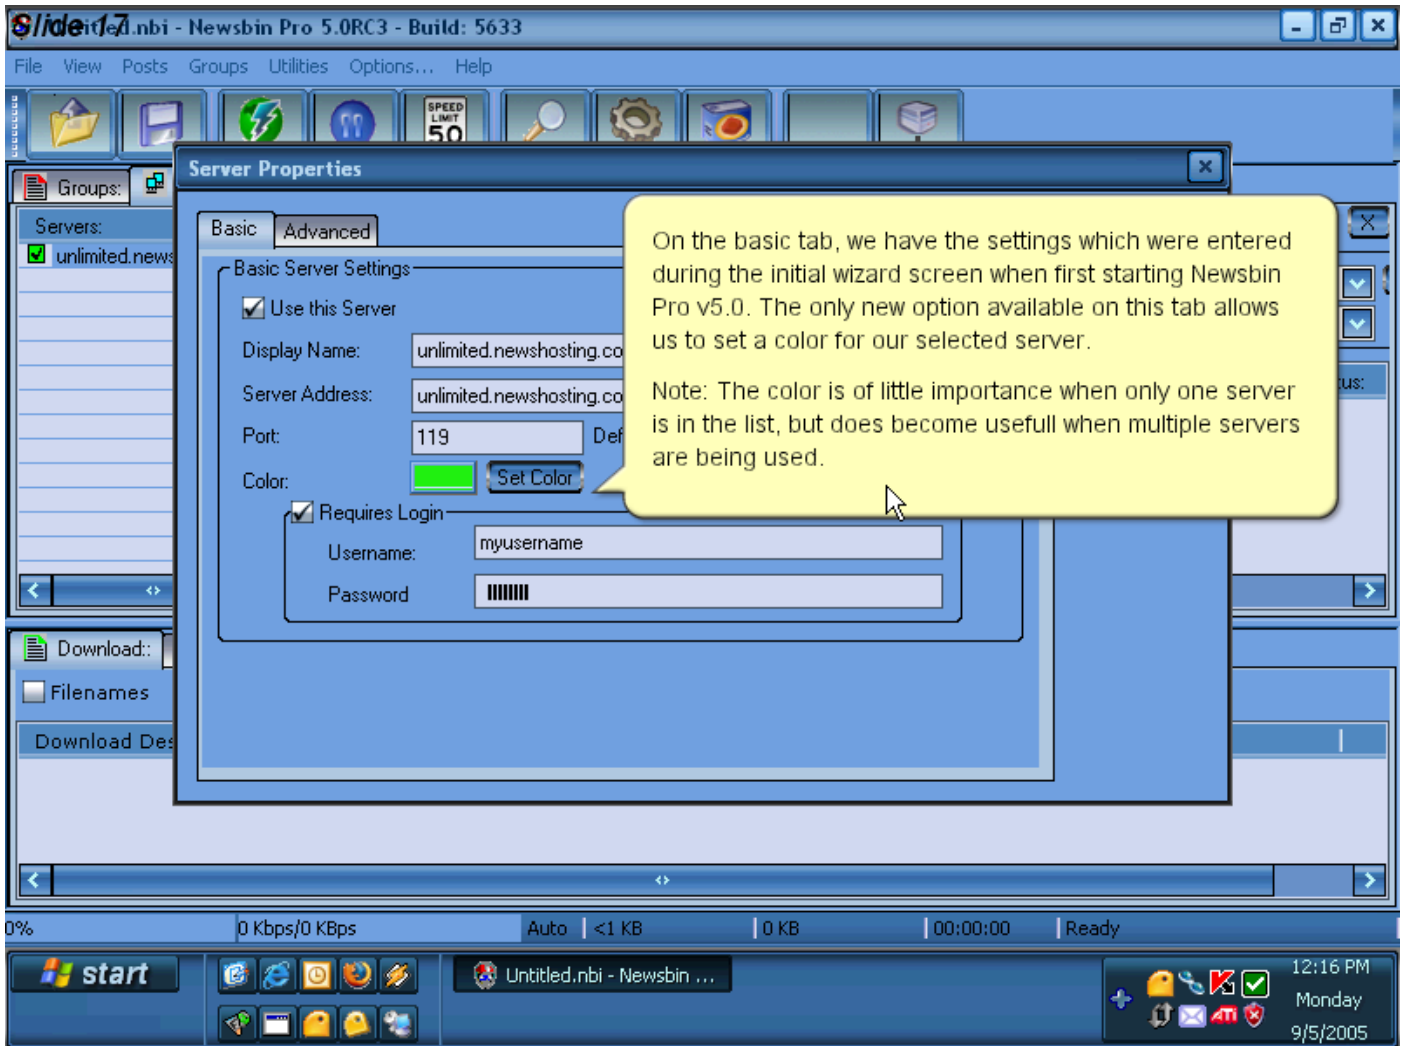 Slide 17
Untitled.nbi - Newsbin Pro 5.0RC3 - Build: 5633
File View Posts Groups Utilities Options... Help
SPEED
LIMIT
50
Server Properties
Groups:
Servers:
unlimited.news
Basic Advanced
Basic Server Settings
Use this Server
Display Name: unlimited.newshosting.co
Server Address: unlimited.newshosting.co
Port: 119 Def
Color: Set Color
Requires Login
Username: myusername
Password
On the basic tab, we have the settings which were entered
during the initial wizard screen when first starting Newsbin
Pro v5.0. The only new option available on this tab allows
us to set a color for our selected server.
Note: The color is of little importance when only one server
is in the list, but does become usefull when multiple servers
are being used.
tus:
Download::
Filenames
Download Des
0% 0 Kbps/0 KBps Auto <1 KB 0 KB 00:00:00 Ready
start Untitled.nbi - Newsbin ...
ATI
12:16 PM
Monday
9/5/2005